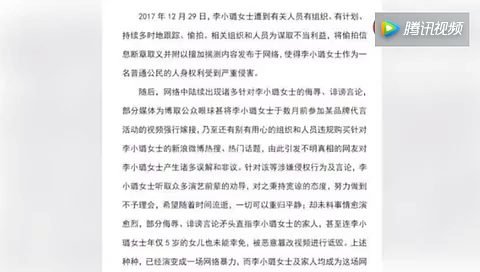 腾讯视频
2017 年 12 月 29 日，李小璐女士遭到有关人员有组织、有计划、
持续多时地跟踪、偷拍。相关组织和人员为谋取不当利益，将偷拍信
息断章取义并以撞加揣测内容发布于网络，使得李小璐女士作为一
名普通公民的人身权利受到严重侵害。
随后，网络中陆续出现诸多针对李小璐女士的侮辱、诽谤言论，
部分媒体为博取公众眼球甚将李小璐女士于数月前参加某品牌代言
活动的视频强行嫁接，乃至还有别有用心的组织和人员违规购买针对
李小璐女士的新浪微博热搜、热门话题，由此引发不明真相的网友对
李小璐女士产生诸多误解和非议。针对该等涉嫌侵权行为及言论，李
小璐女士听取众多演艺前辈的劝导，对之秉持宽谅的态度，努力做到
不予理会，希望随着时间流逝，一切可以重归平静；却未料事情愈演
愈烈，部分侮辱、诽谤言论矛头直指李小璐女士的家人，甚至连李小
璐女士年仅 5 岁的女儿也未能幸免，被恶意篡改视频进行诋毁。上述
种种，已经演变成一场网络暴力，而李小璐女士及家人均成为这场网